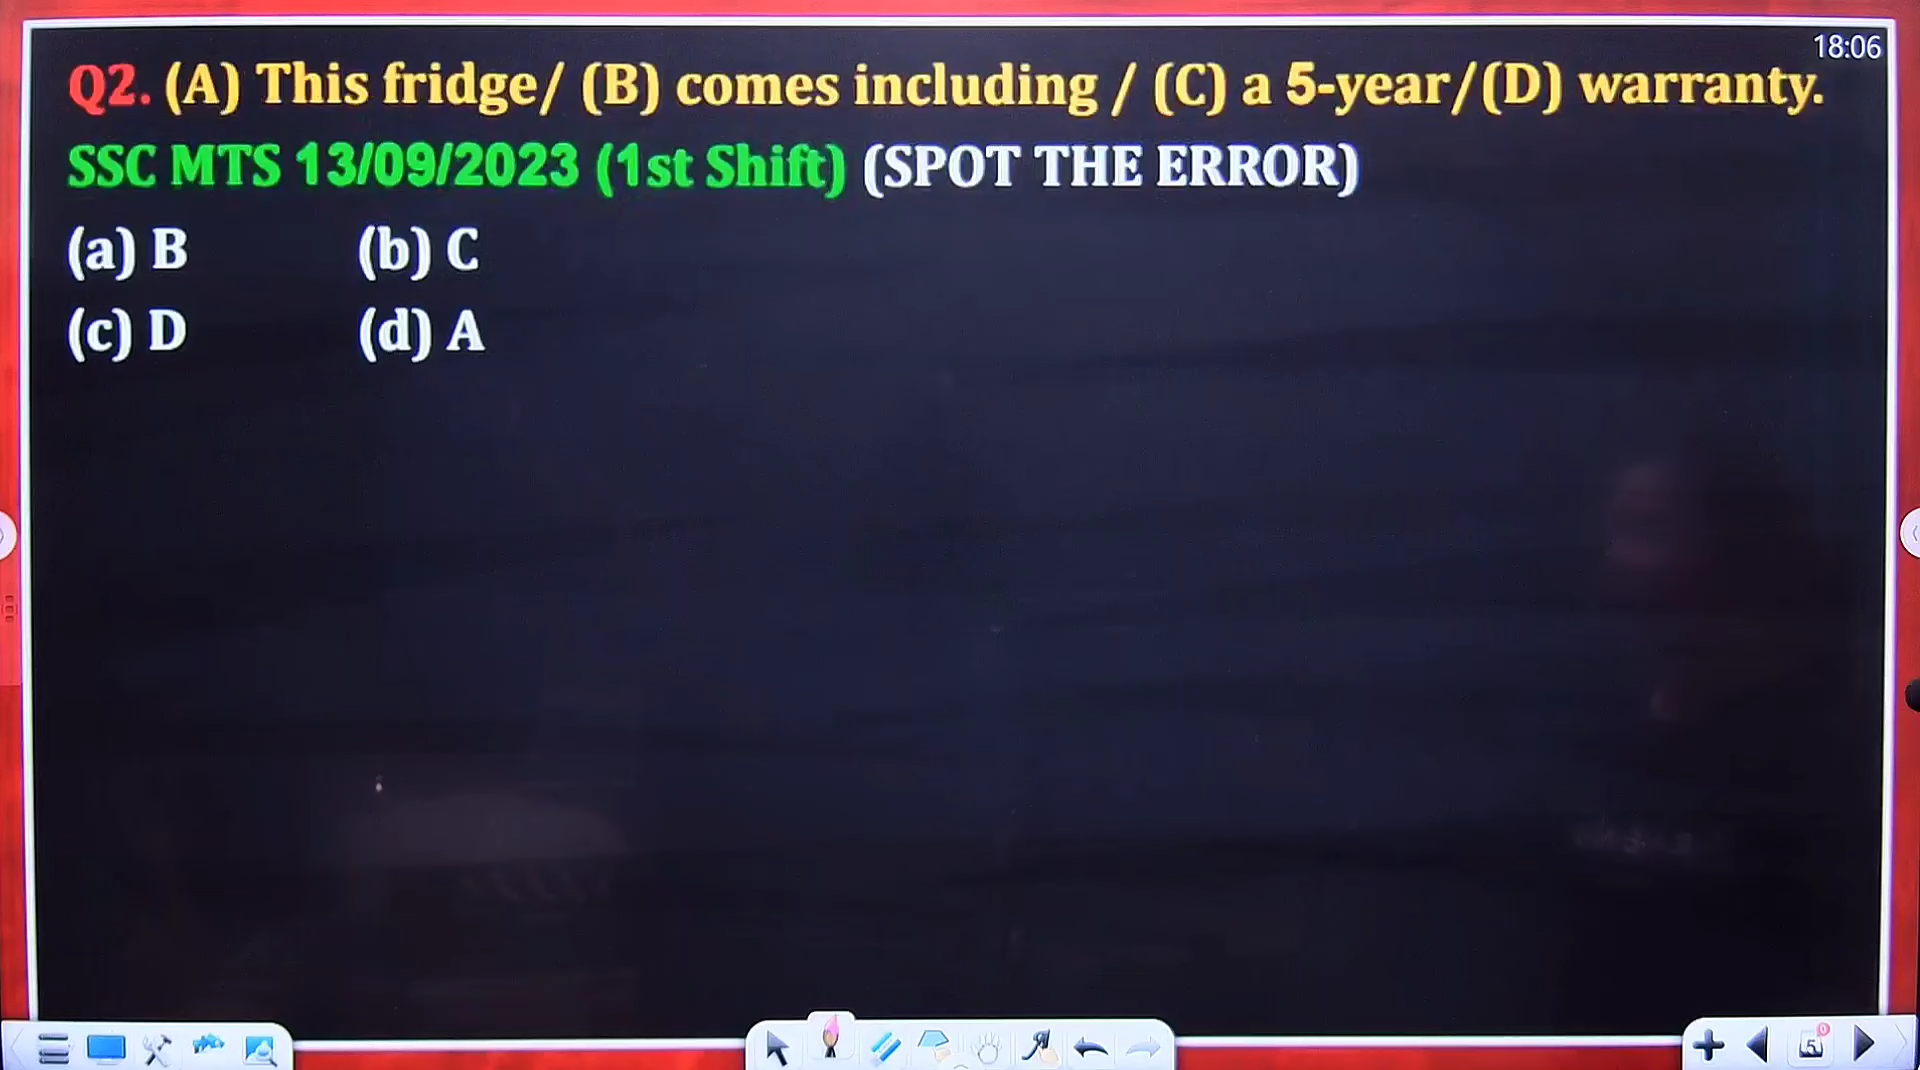 18:06
Q2. (A) This fridge/ (B) comes including / (C) a 5-year/(D) warranty.
SSC MTS 13/09/2023 (1st Shift) (SPOT THE ERROR)
(a) B (b) C
(c) D (d) A